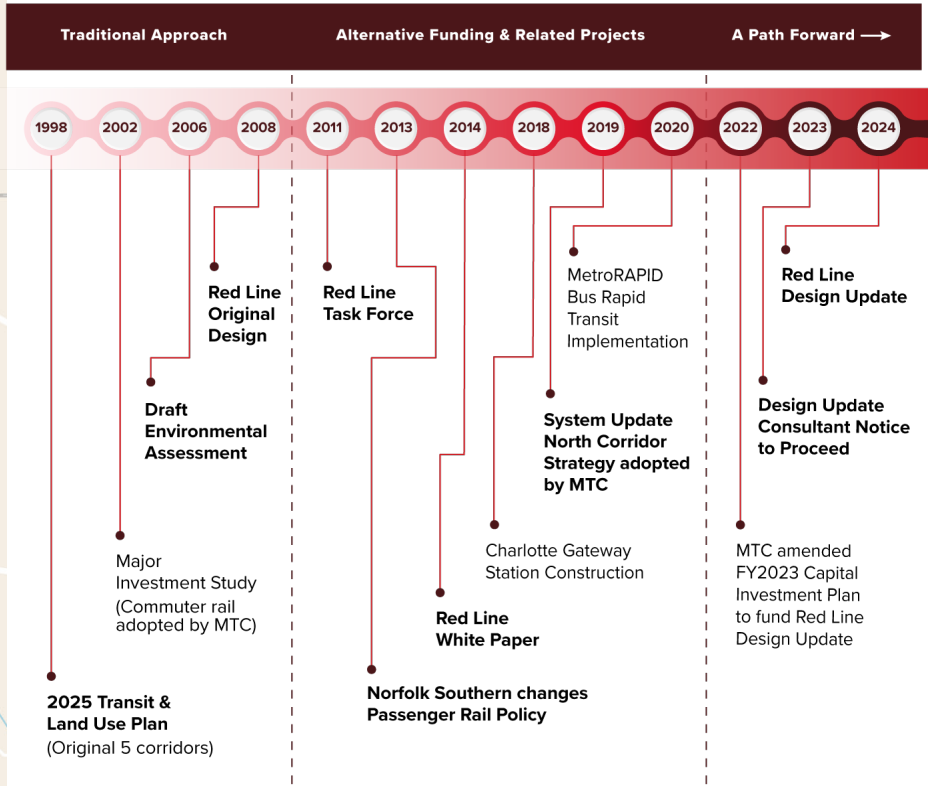 Traditional Approach
Alternative Funding & Related Projects
A Path Forward
1998
2002
2006
2008
2011
2013
2014
2018
2019
2020
2022
2023
2024
Red Line
Original
Design
Draft
Environmental
Assessment
Major
Investment Study
(Commuter rail
adopted by MTC)
2025 Transit &
Land Use Plan
(Original 5 corridors)
Red Line
Task Force
Norfolk Southern changes
Passenger Rail Policy
Red Line
White Paper
Charlotte Gateway
Station Construction
System Update
North Corridor
Strategy adopted
by MTC
MetroRAPID
Bus Rapid
Transit
Implementation
Red Line
Design Update
Design Update
Consultant Notice
to Proceed
MTC amended
FY2023 Capital
Investment Plan
to fund Red Line
Design Update